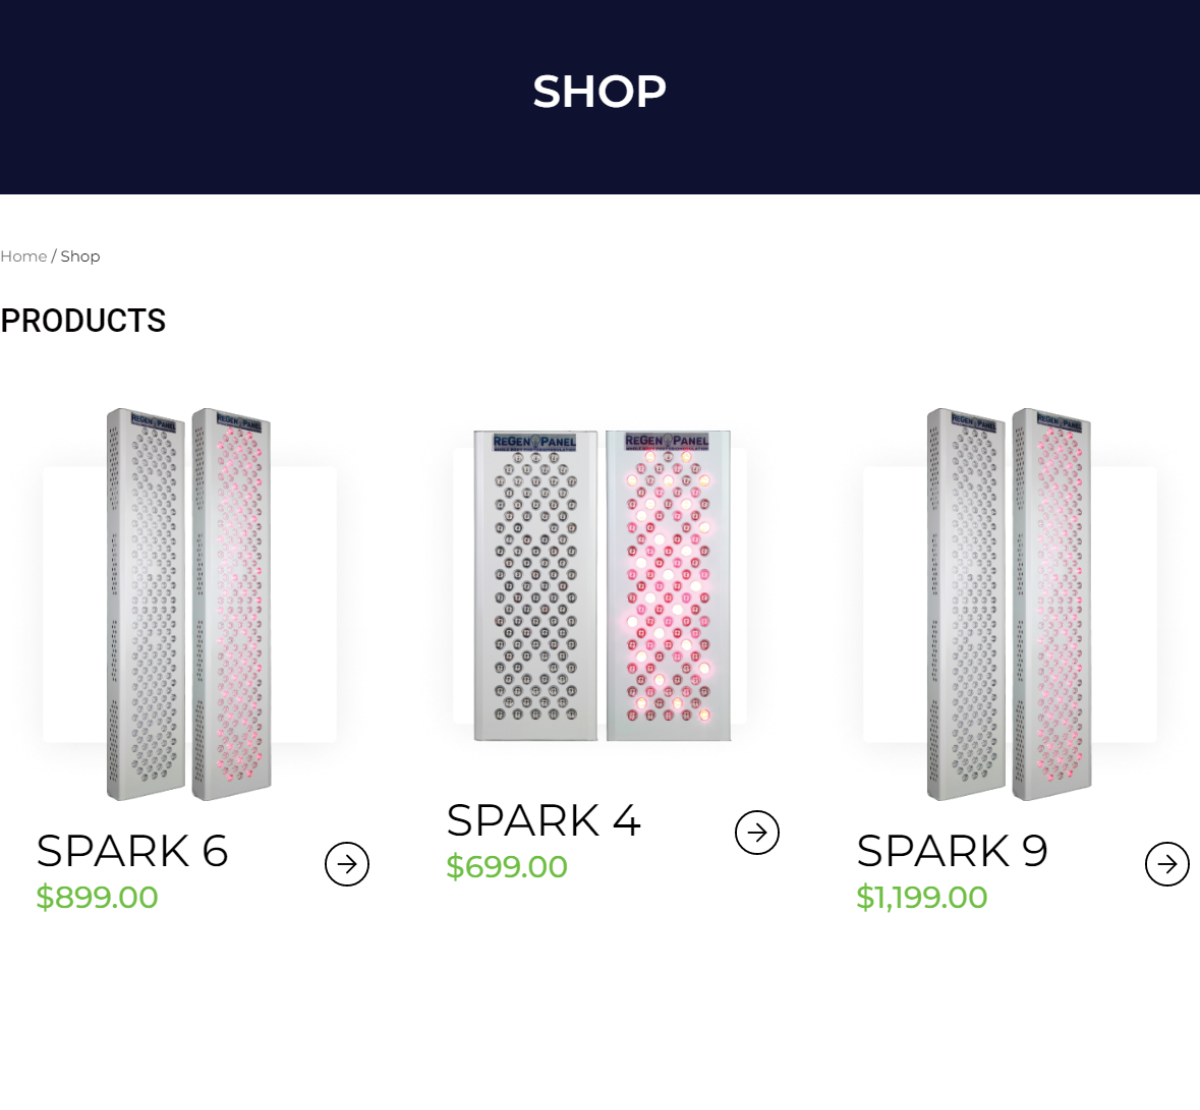 SHOP
Home / Shop
PRODUCTS
REGEN PANEL
REGEN PANEL
REGEN PANEL
REGEN PANEL
REGEN PANEL
REGEN PANEL
SPARK 6
$899.00
SPARK 4
$699.00
SPARK 9
$1,199.00